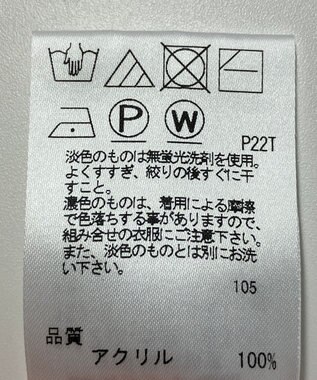 P W
P22T
淡色のものは無蛍光洗剤を使用。
よくすすぎ、絞りの後すぐに干
すこと。
濃色のものは、着用による摩擦
で色落ちする事がありますので、
組み合せの衣服にご注意下さい。
また、淡色のものとは別にお洗
い下さい。
105
品質
アクリル 100%